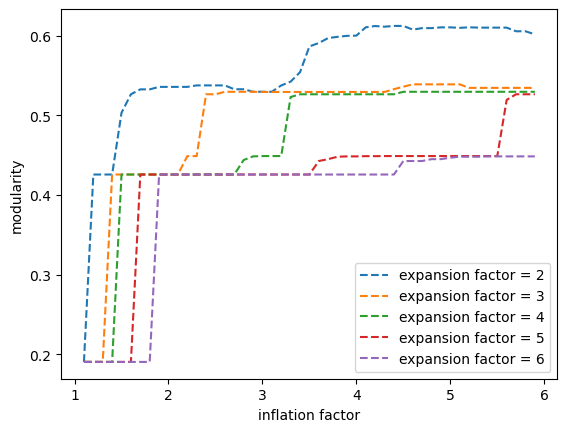 0.6
0.5
0.4
0.3
0.2
modularity
1 2 3 4 5 6
inflation factor
expansion factor = 2
expansion factor = 3
expansion factor = 4
expansion factor = 5
expansion factor = 6